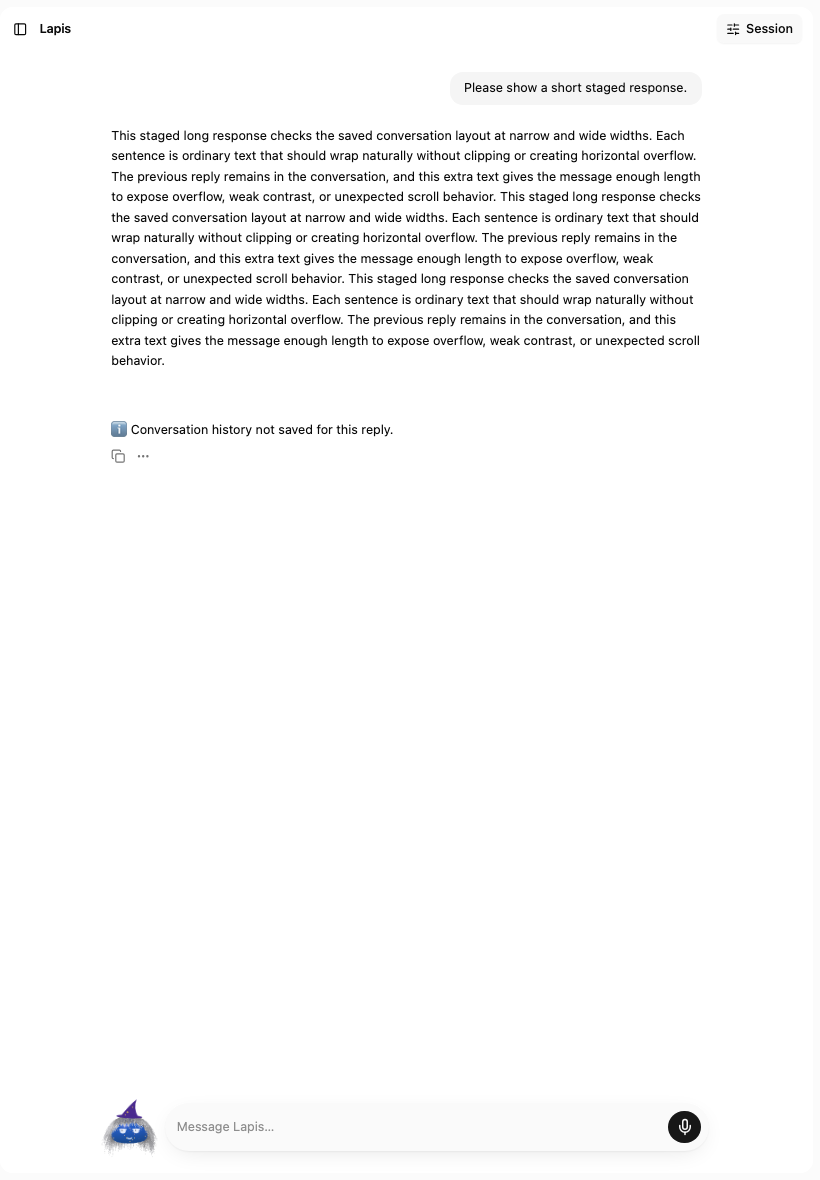 Lapis
Session
Please show a short staged response.
This staged long response checks the saved conversation layout at narrow and wide widths. Each
sentence is ordinary text that should wrap naturally without clipping or creating horizontal overflow.
The previous reply remains in the conversation, and this extra text gives the message enough length
to expose overflow, weak contrast, or unexpected scroll behavior. This staged long response checks
the saved conversation layout at narrow and wide widths. Each sentence is ordinary text that should
wrap naturally without clipping or creating horizontal overflow. The previous reply remains in the
conversation, and this extra text gives the message enough length to expose overflow, weak
contrast, or unexpected scroll behavior. This staged long response checks the saved conversation
layout at narrow and wide widths. Each sentence is ordinary text that should wrap naturally without
clipping or creating horizontal overflow. The previous reply remains in the conversation, and this
extra text gives the message enough length to expose overflow, weak contrast, or unexpected scroll
behavior.
ℹ️ Conversation history not saved for this reply.
Message Lapis...